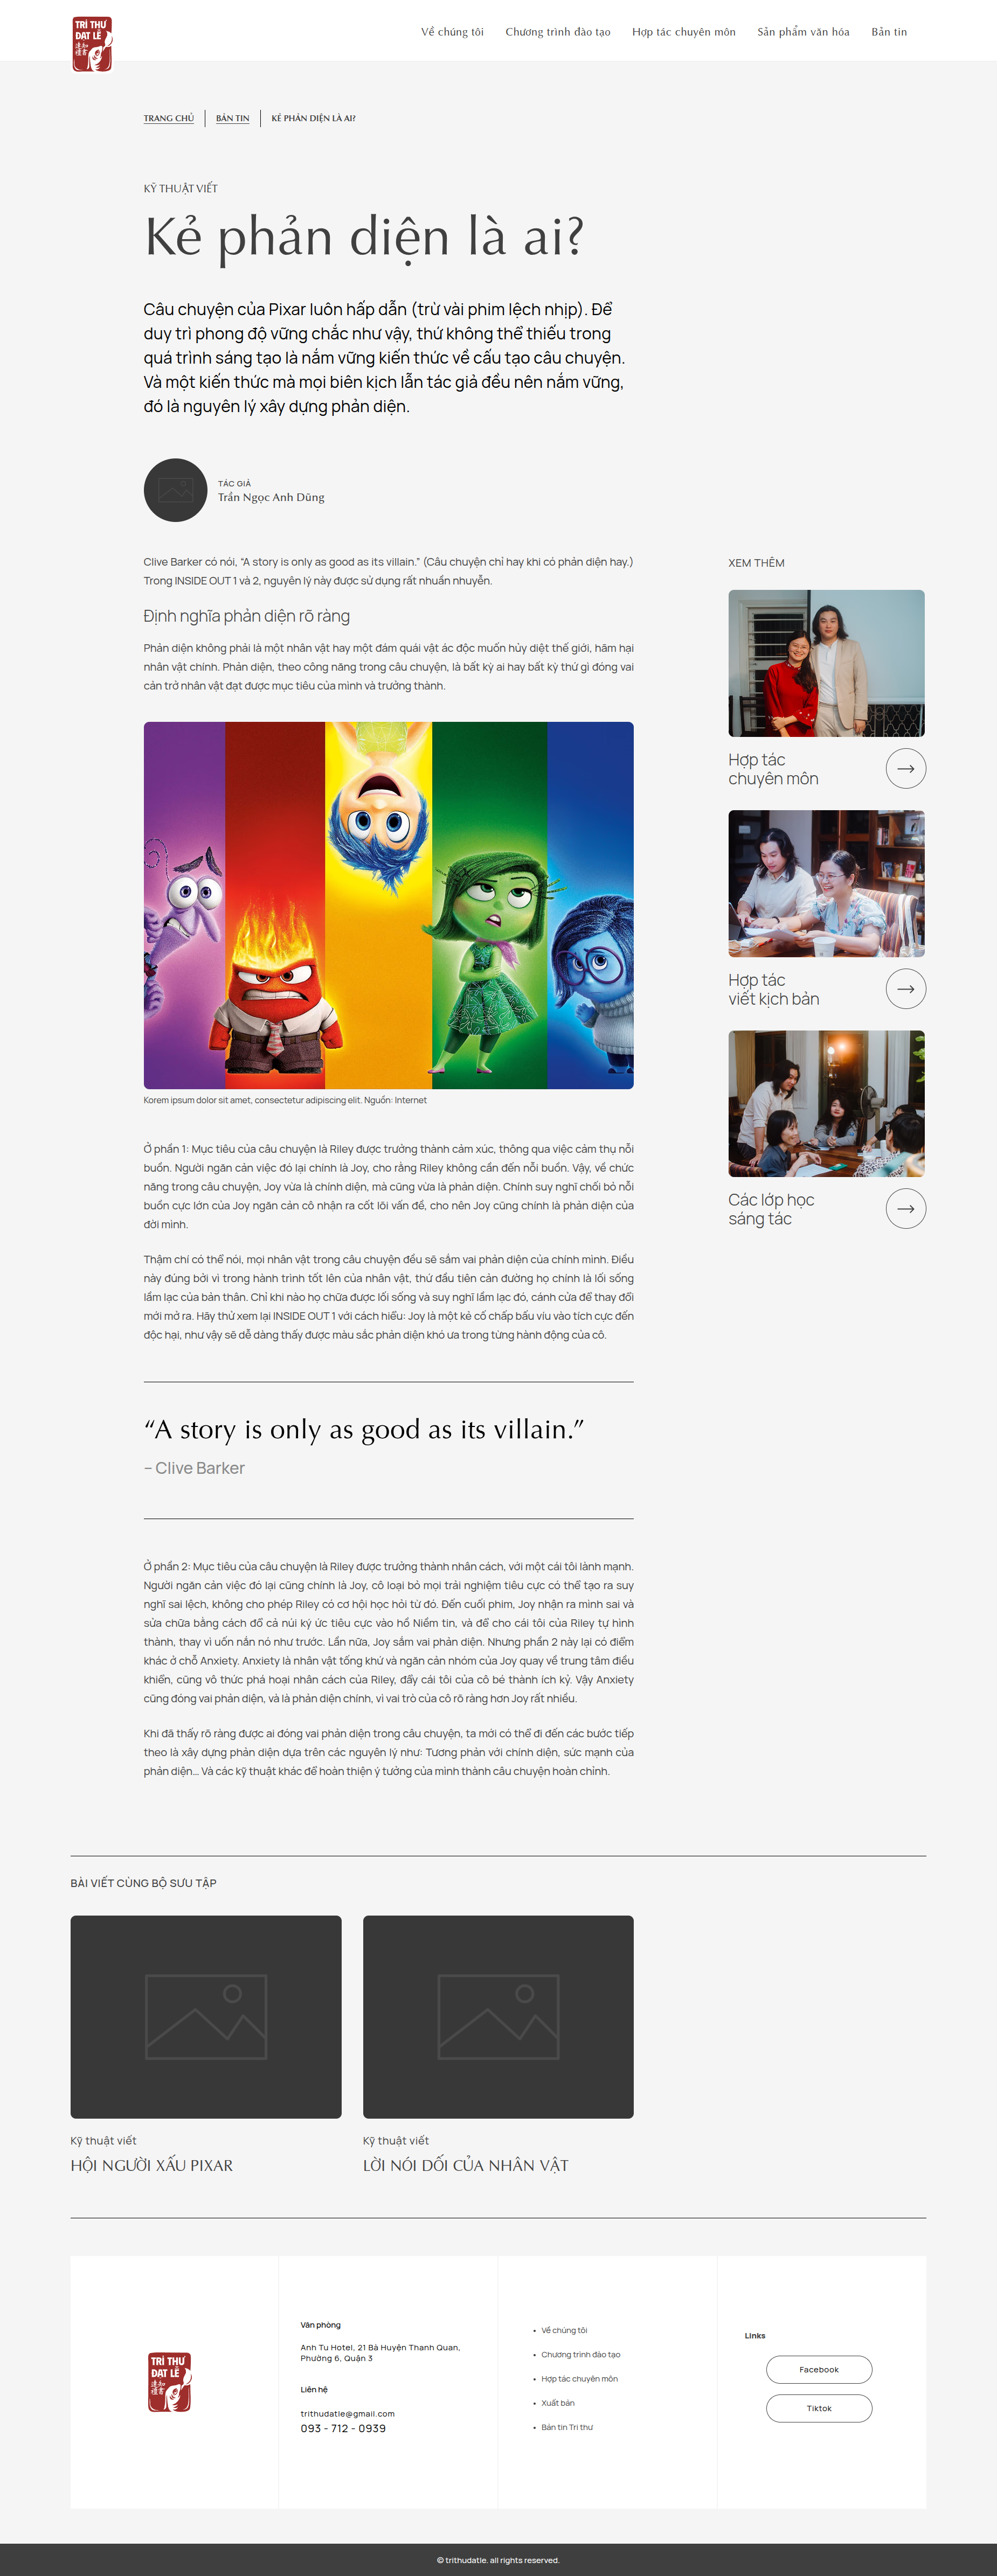 TRÌ THƯ
ĐẠT LỄ
Về chúng tôi
Chương trình đào tạo
Hợp tác chuyên môn
Sản phẩm văn hóa
Bản tin
TRANG CHỦ
BẢN TIN
KẺ PHẢN DIỆN LÀ AI?
KỸ THUẬT VIẾT
Kẻ phản diện là ai?
Câu chuyện của Pixar luôn hấp dẫn (trừ vài phim lệch nhịp). Để
duy trì phong độ vững chắc như vậy, thứ không thể thiếu trong
quá trình sáng tạo là nắm vững kiến thức về cấu tạo câu chuyện.
Và một kiến thức mà mọi biên kịch lẫn tác giả đều nên nắm vững,
đó là nguyên lý xây dựng phản diện.
TÁC GIẢ
Trần Ngọc Anh Dũng
Clive Barker có nói, “A story is only as good as its villain.” (Câu chuyện chỉ hay khi có phản diện hay.)
Trong INSIDE OUT 1 và 2, nguyên lý này được sử dụng rất nhuần nhuyễn.
Định nghĩa phản diện rõ ràng
Phản diện không phải là một nhân vật hay một đám quái vật ác độc muốn hủy diệt thế giới, hãm hại
nhân vật chính. Phản diện, theo công năng trong câu chuyện, là bất kỳ ai hay bất kỳ thứ gì đóng vai
cản trở nhân vật đạt được mục tiêu của mình và trưởng thành.
Korem ipsum dolor sit amet, consectetur adipiscing elit. Nguồn: Internet
Ở phần 1: Mục tiêu của câu chuyện là Riley được trưởng thành cảm xúc, thông qua việc cảm thụ nỗi
buồn. Người ngăn cản việc đó lại chính là Joy, cho rằng Riley không cần đến nỗi buồn. Vậy, về chức
năng trong câu chuyện, Joy vừa là chính diện, mà cũng vừa là phản diện. Chính suy nghĩ chối bỏ nỗi
buồn cực lớn của Joy ngăn cản cô nhận ra cốt lõi vấn đề, cho nên Joy cũng chính là phản diện của
đời mình.
Thậm chí có thể nói, mọi nhân vật trong câu chuyện đều sẽ sắm vai phản diện của chính mình. Điều
này đúng bởi vì trong hành trình tốt lên của nhân vật, thứ đầu tiên cản đường họ chính là lối sống
lầm lạc của bản thân. Chỉ khi nào họ chữa được lối sống và suy nghĩ lầm lạc đó, cánh cửa để thay đổi
mới mở ra. Hãy thử xem lại INSIDE OUT 1 với cách hiểu: Joy là một kẻ cố chấp bấu víu vào tích cực đến
độc hại, như vậy sẽ dễ dàng thấy được màu sắc phản diện khó ưa trong từng hành động của cô.
“A story is only as good as its villain.”
– Clive Barker
Ở phần 2: Mục tiêu của câu chuyện là Riley được trưởng thành nhân cách, với một cái tôi lành mạnh.
Người ngăn cản việc đó lại cũng chính là Joy, cô loại bỏ mọi trải nghiệm tiêu cực có thể tạo ra suy
nghĩ sai lệch, không cho phép Riley có cơ hội học hỏi từ đó. Đến cuối phim, Joy nhận ra mình sai và
sửa chữa bằng cách đổ cả núi ký ức tiêu cực vào hồ Niềm tin, và để cho cái tôi của Riley tự hình
thành, thay vì uốn nắn nó như trước. Lần nữa, Joy sắm vai phản diện. Nhưng phần 2 này lại có điểm
khác ở chỗ Anxiety. Anxiety là nhân vật tống khứ và ngăn cản nhóm của Joy quay về trung tâm điều
khiển, cũng vô thức phá hoại nhân cách của Riley, đẩy cái tôi của cô bé thành ích kỷ. Vậy Anxiety
cũng đóng vai phản diện, và là phản diện chính, vì vai trò của cô rõ ràng hơn Joy rất nhiều.
Khi đã thấy rõ ràng được ai đóng vai phản diện trong câu chuyện, ta mới có thể đi đến các bước tiếp
theo là xây dựng phản diện dựa trên các nguyên lý như: Tương phản với chính diện, sức mạnh của
phản diện… Và các kỹ thuật khác để hoàn thiện ý tưởng của mình thành câu chuyện hoàn chỉnh.
XEM THÊM
Hợp tác
chuyên môn
Hợp tác
viết kịch bản
Các lớp học
sáng tác
BÀI VIẾT CÙNG BỘ SƯU TẬP
Kỹ thuật viết
HỘI NGƯỜI XẤU PIXAR
Kỹ thuật viết
LỜI NÓI DỐI CỦA NHÂN VẬT
TRÌ THƯ
ĐẠT LỄ
Văn phòng
Anh Tu Hotel, 21 Bà Huyện Thanh Quan,
Phường 6, Quận 3
Liên hệ
trithudatle@gmail.com
093 - 712 - 0939
Về chúng tôi
Chương trình đào tạo
Hợp tác chuyên môn
Xuất bản
Bản tin Tri thư
Links
Facebook
Tiktok
© trithudatle. all rights reserved.